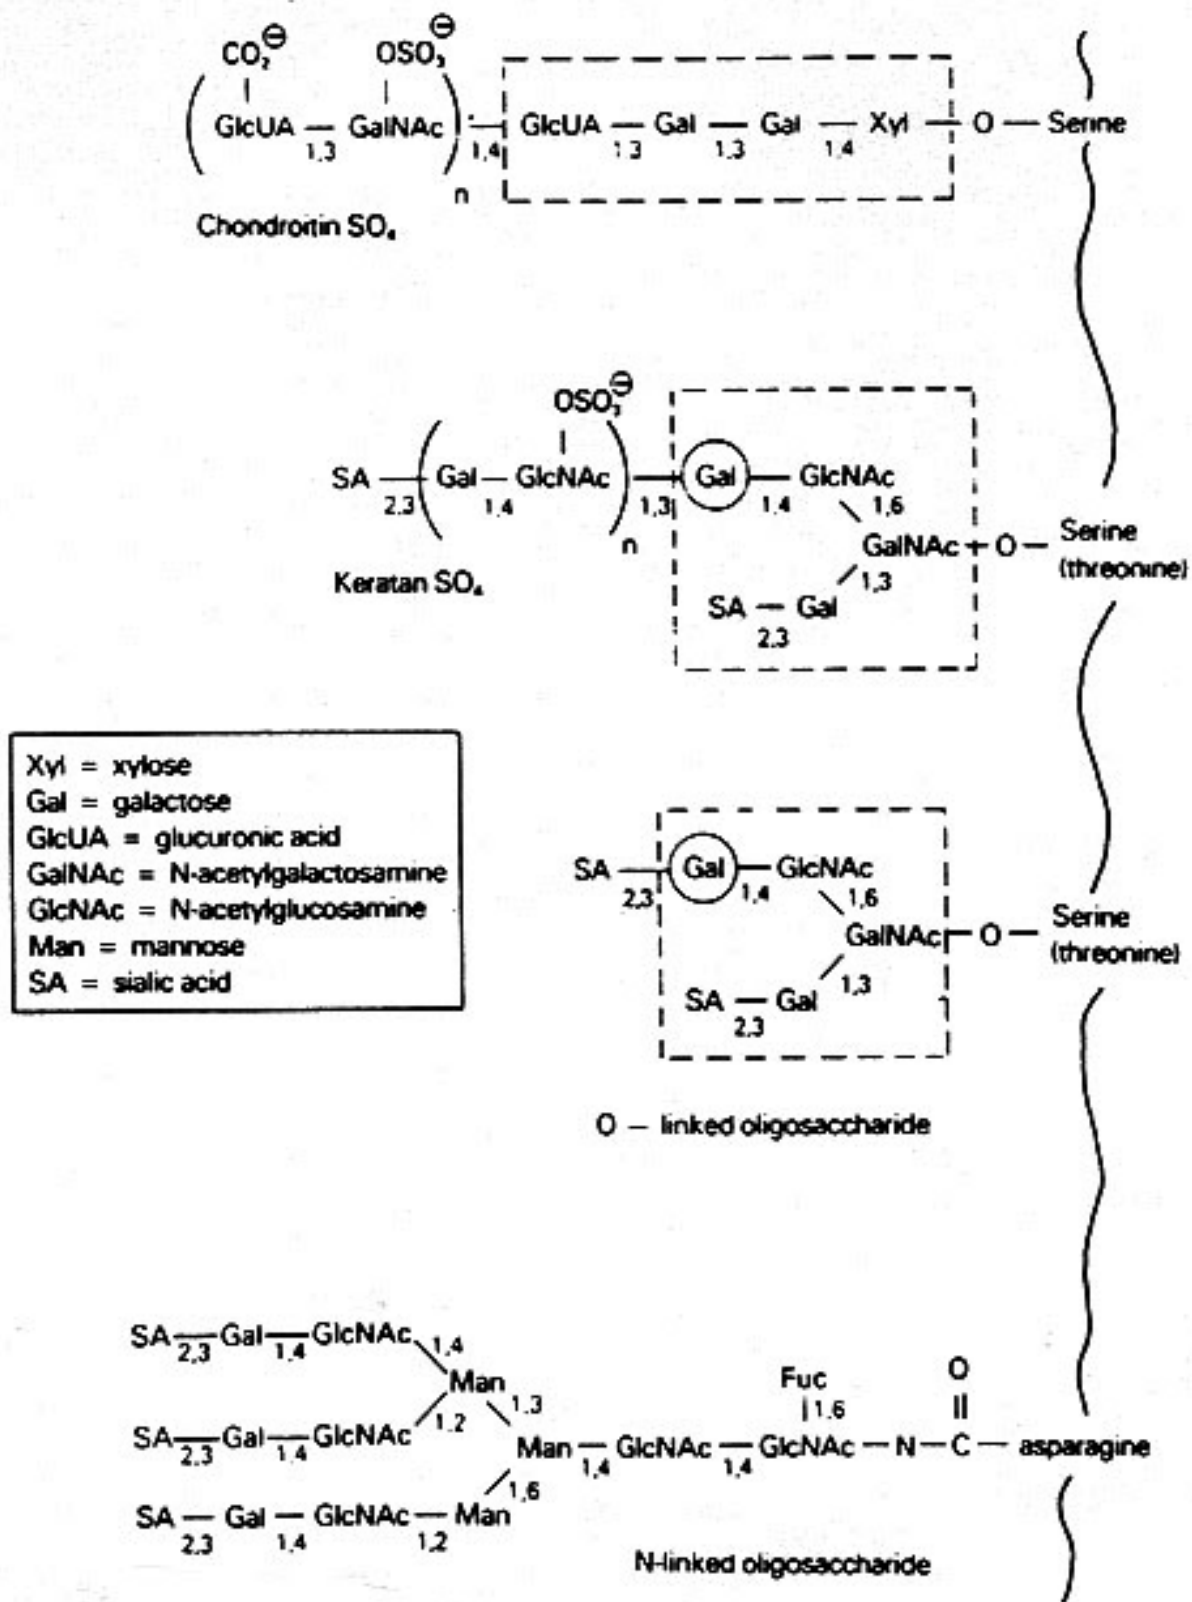 CO₂⊖ OSO₃⊖
( GlcUA — GalNAc )n — GlcUA — Gal — Gal — Xyl — O — Serine
1,3 1,4 1,3 1,3 1,4
Chondroitin SO₄
OSO₃⊖
SA — ( Gal — GlcNAc )n — Gal — GlcNAc
2,3 1,4 1,3 1,4 1,6
GalNAc — O — Serine
(threonine)
1,3
SA — Gal
2,3
Keratan SO₄
Xyl = xylose
Gal = galactose
GlcUA = glucuronic acid
GalNAc = N-acetylgalactosamine
GlcNAc = N-acetylglucosamine
Man = mannose
SA = sialic acid
SA — Gal — GlcNAc
2,3 1,4 1,6
GalNAc — O — Serine
(threonine)
1,3
SA — Gal
2,3
O – linked oligosaccharide
SA — Gal — GlcNAc
2,3 1,4 1,4
Man
1,3
1,2
SA — Gal — GlcNAc
2,3 1,4
Fuc O
1,6
Man — GlcNAc — GlcNAc — N — C — asparagine
1,4 1,4
1,6
SA — Gal — GlcNAc — Man
2,3 1,4 1,2
N-linked oligosaccharide